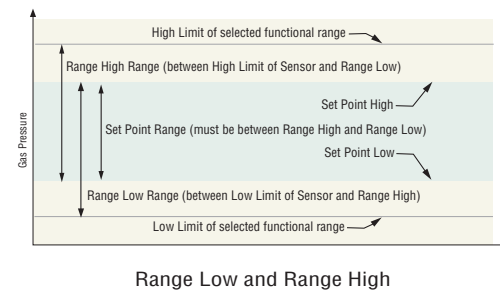 High Limit of selected functional range
Range High Range (between High Limit of Sensor and Range Low)
Set Point High
Set Point Range (must be between Range High and Range Low)
Set Point Low
Range Low Range (between Low Limit of Sensor and Range High)
Low Limit of selected functional range
Gas Pressure
Range Low and Range High